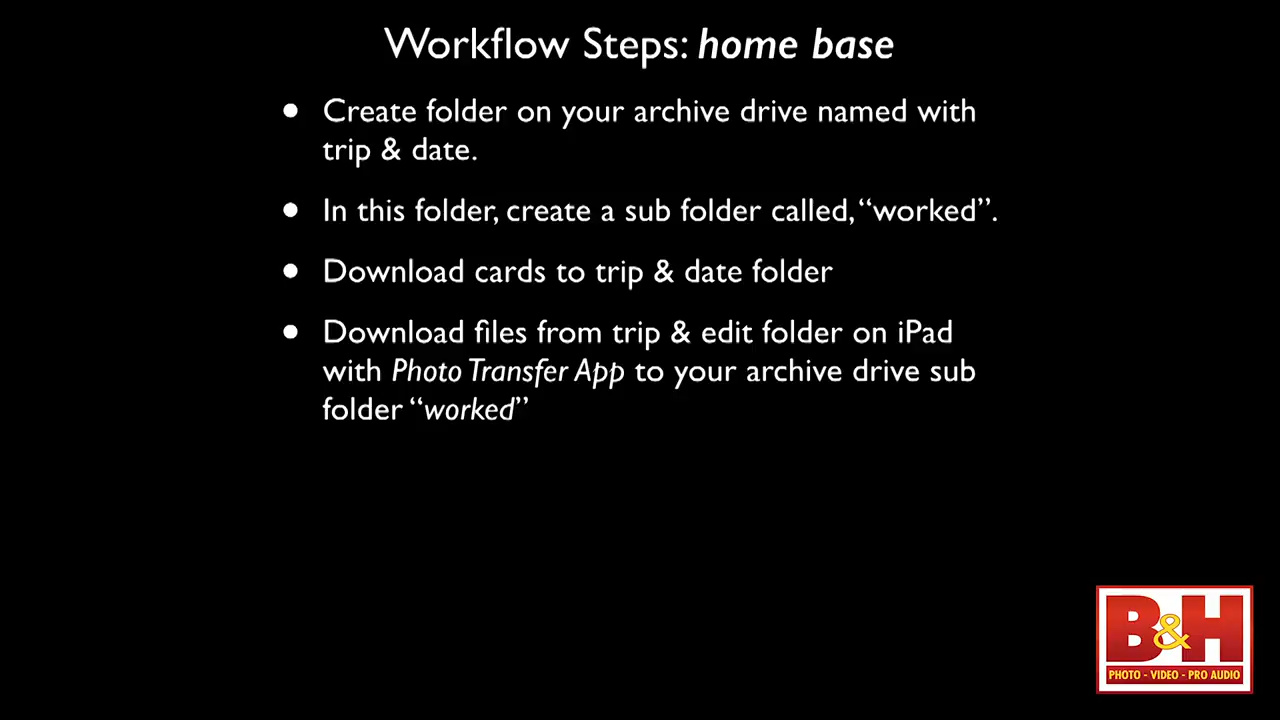 Workflow Steps: home base
• Create folder on your archive drive named with
trip & date.
• In this folder, create a sub folder called, “worked”.
• Download cards to trip & date folder
• Download files from trip & edit folder on iPad
with Photo Transfer App to your archive drive sub
folder “worked”
B&H
PHOTO - VIDEO - PRO AUDIO